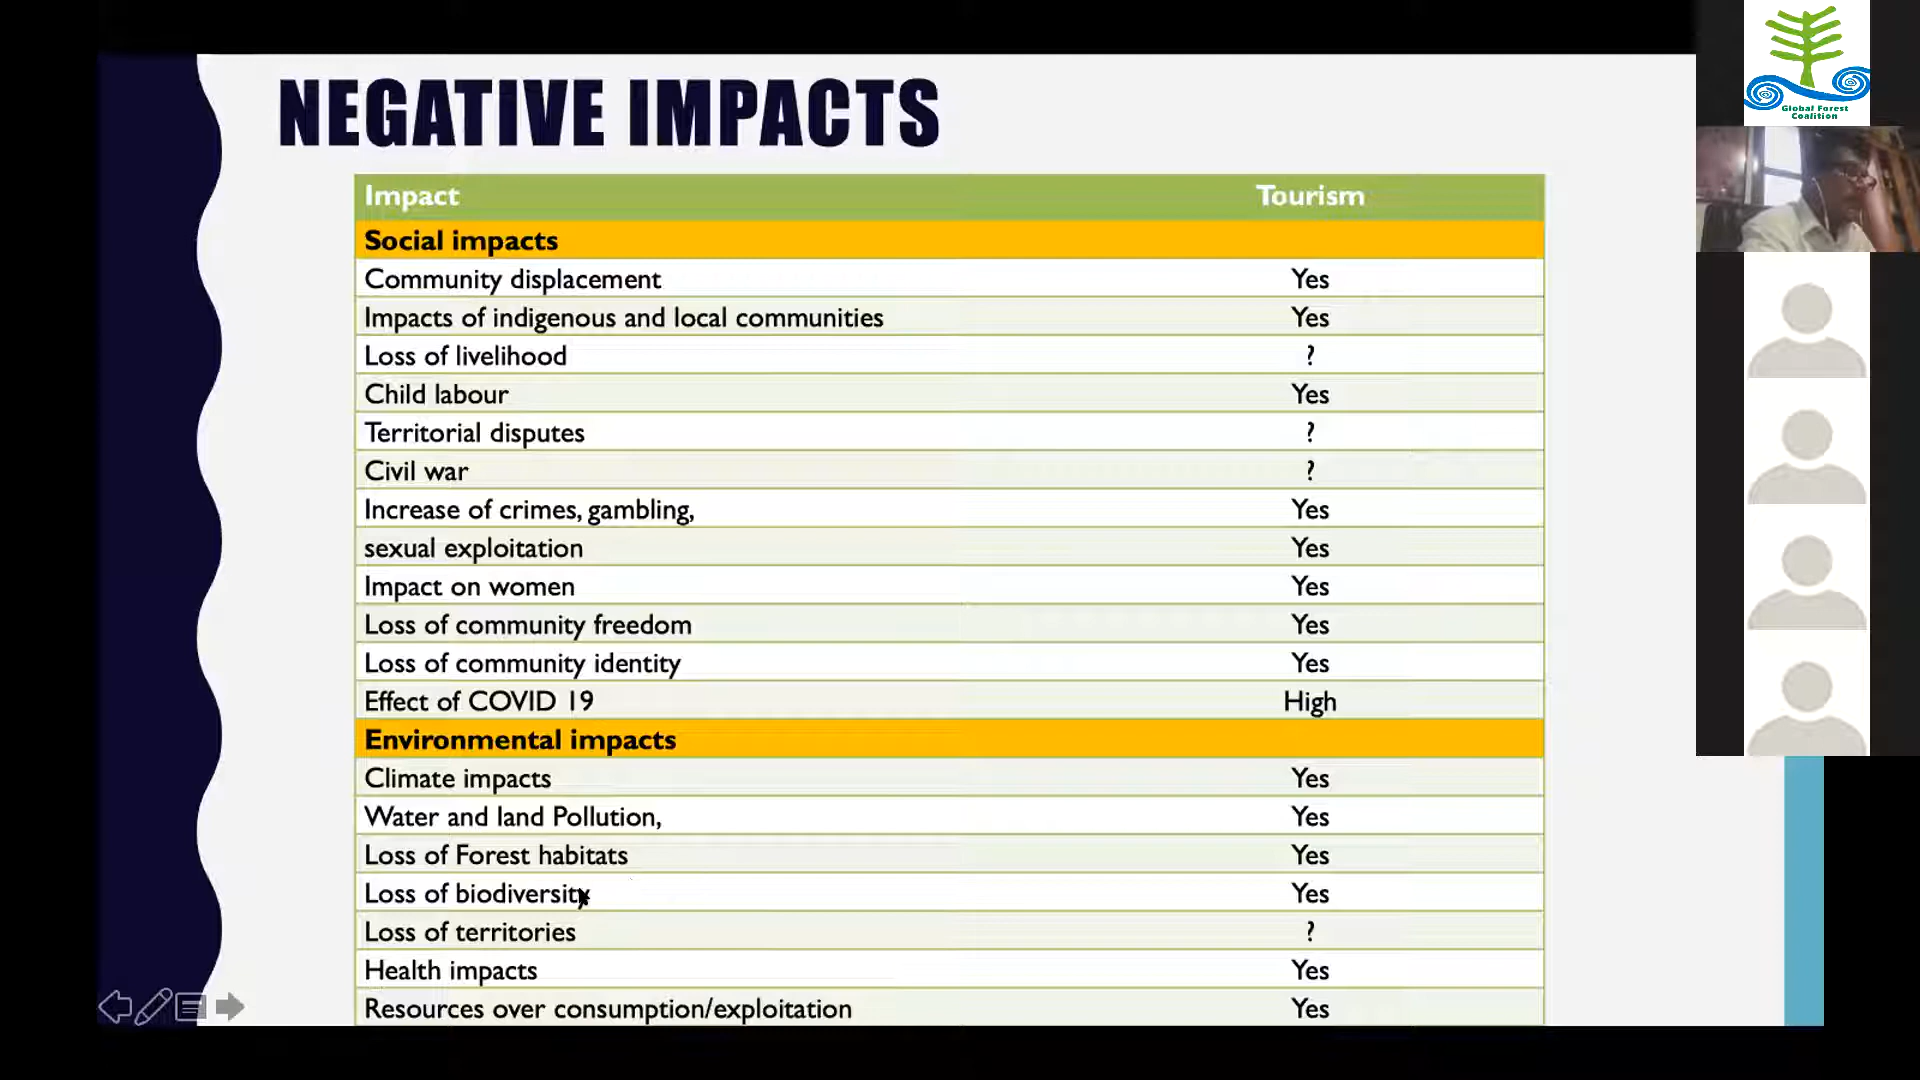 NEGATIVE IMPACTS
Global Forest
Coalition
Impact Tourism
Social impacts
Community displacement Yes
Impacts of indigenous and local communities Yes
Loss of livelihood ?
Child labour Yes
Territorial disputes ?
Civil war ?
Increase of crimes, gambling, Yes
sexual exploitation Yes
Impact on women Yes
Loss of community freedom Yes
Loss of community identity Yes
Effect of COVID 19 High
Environmental impacts
Climate impacts Yes
Water and land Pollution, Yes
Loss of Forest habitats Yes
Loss of biodiversity Yes
Loss of territories ?
Health impacts Yes
Resources over consumption/exploitation Yes